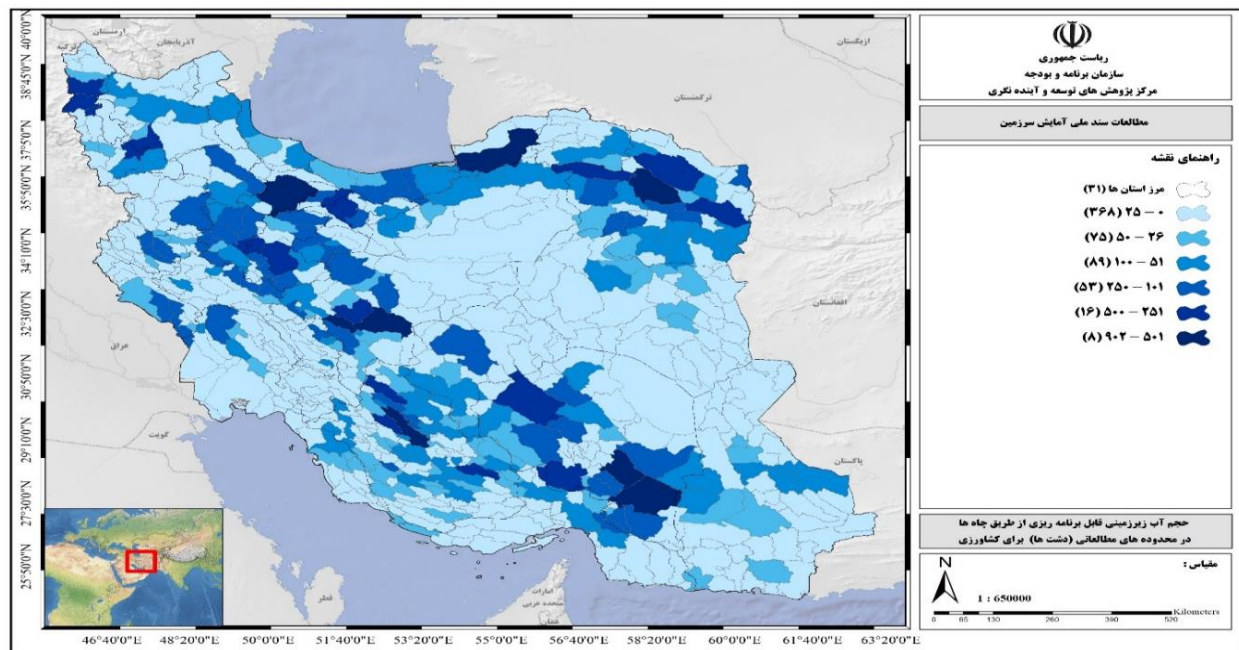 ریاست جمهوری
سازمان برنامه و بودجه
مرکز پژوهش های توسعه و آینده نگری
مطالعات سند ملی آمایش سرزمین
راهنمای نقشه
مرز استان ها (۳۱)
۰ – ۲۵ (۳۶۸)
۲۶ – ۵۰ (۷۵)
۵۱ – ۱۰۰ (۸۹)
۱۰۱ – ۲۵۰ (۵۳)
۲۵۱ – ۵۰۰ (۱۶)
۵۰۱ – ۹۰۲ (۸)
حجم آب زیرزمینی قابل برنامه ریزی از طریق چاه ها
در محدوده های مطالعاتی (دشت ها) برای کشاورزی
مقیاس :
N
1 : 650000
Kilometers
0 65 130 260 390 520
ارمنستان
آذربایجان
ترکیه
ازبکستان
ترکمنستان
افغانستان
پاکستان
عراق
کویت
قطر
امارات
متحده عربی
عمان
40°0'0"N
38°45'0"N
37°5'0"N
35°50'0"N
34°10'0"N
32°30'0"N
30°50'0"N
29°10'0"N
27°30'0"N
25°50'0"N
46°40'0"E
48°20'0"E
50°0'0"E
51°40'0"E
53°20'0"E
55°0'0"E
56°40'0"E
58°20'0"E
60°0'0"E
61°40'0"E
63°20'0"E